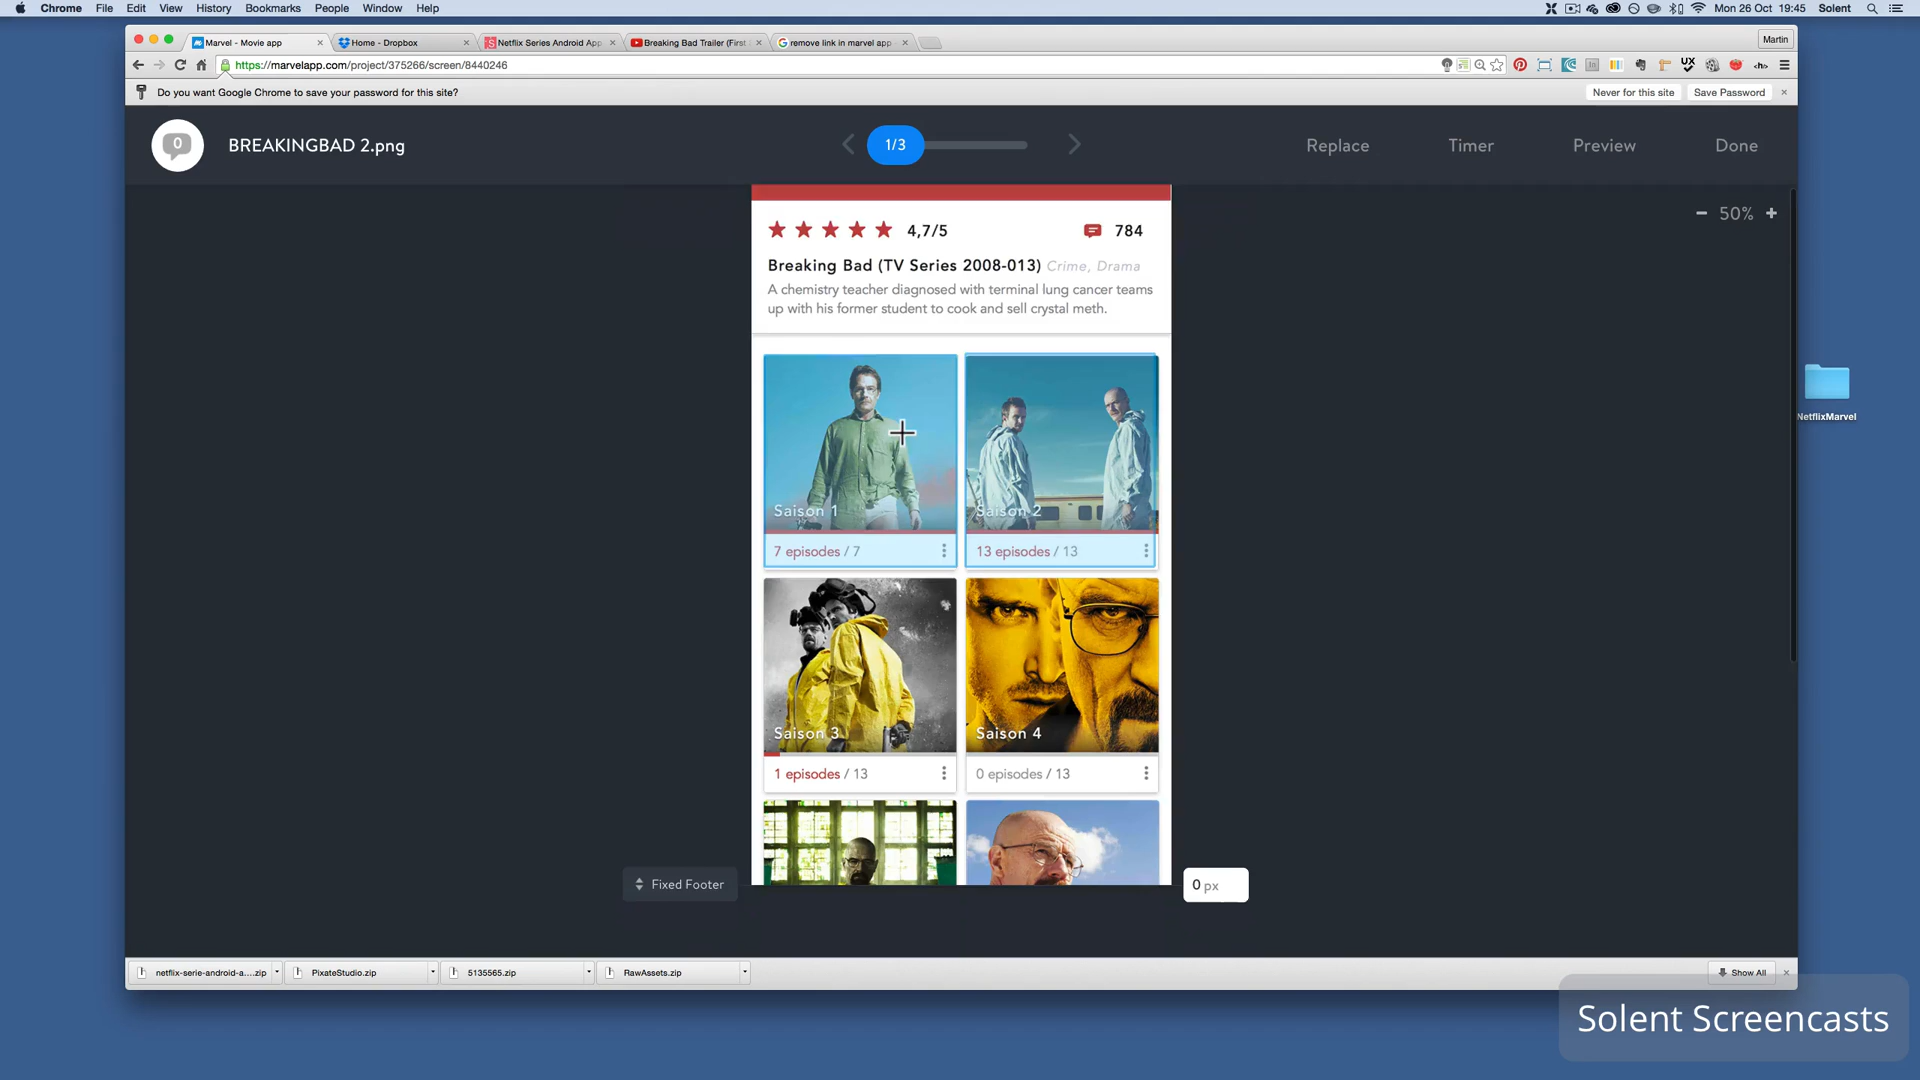 Chrome File Edit View History Bookmarks People Window Help
Mon 26 Oct 19:45 Solent
Marvel - Movie app
Home - Dropbox
Netflix Series Android App
Breaking Bad Trailer (First
remove link in marvel app
Martin
https://marvelapp.com/project/375266/screen/8440246
UX
Do you want Google Chrome to save your password for this site?
Never for this site
Save Password
0
BREAKINGBAD 2.png
1/3
Replace
Timer
Preview
Done
50%
4,7/5
784
Breaking Bad (TV Series 2008-013) Crime, Drama
A chemistry teacher diagnosed with terminal lung cancer teams
up with his former student to cook and sell crystal meth.
Saison 1
Saison 2
7 episodes / 7
13 episodes / 13
Saison 3
Saison 4
1 episodes / 13
0 episodes / 13
Fixed Footer
0 px
NetflixMarvel
netflix-serie-android-a....zip
PixateStudio.zip
5135565.zip
RawAssets.zip
Show All
Solent Screencasts